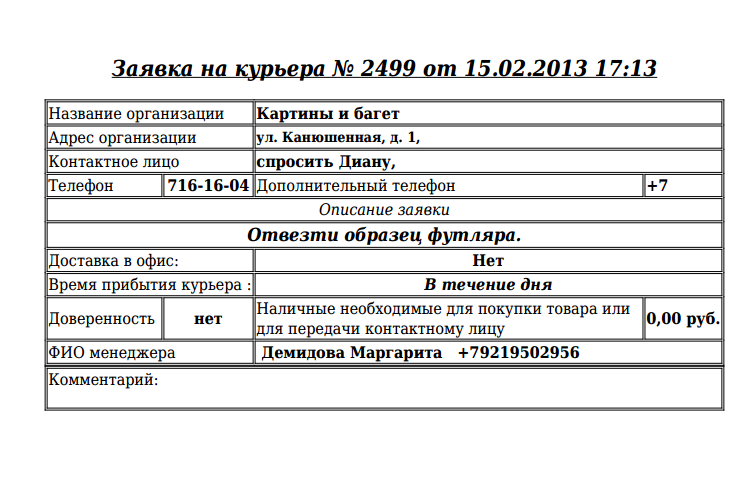 Заявка на курьера № 2499 от 15.02.2013 17:13
Название организации Картины и багет
Адрес организации ул. Канюшенная, д. 1,
Контактное лицо спросить Диану,
Телефон 716-16-04 Дополнительный телефон +7
Описание заявки
Отвезти образец футляра.
Доставка в офис: Нет
Время прибытия курьера : В течение дня
Доверенность нет Наличные необходимые для покупки товара или
для передачи контактному лицу 0,00 руб.
ФИО менеджера Демидова Маргарита +79219502956
Комментарий: